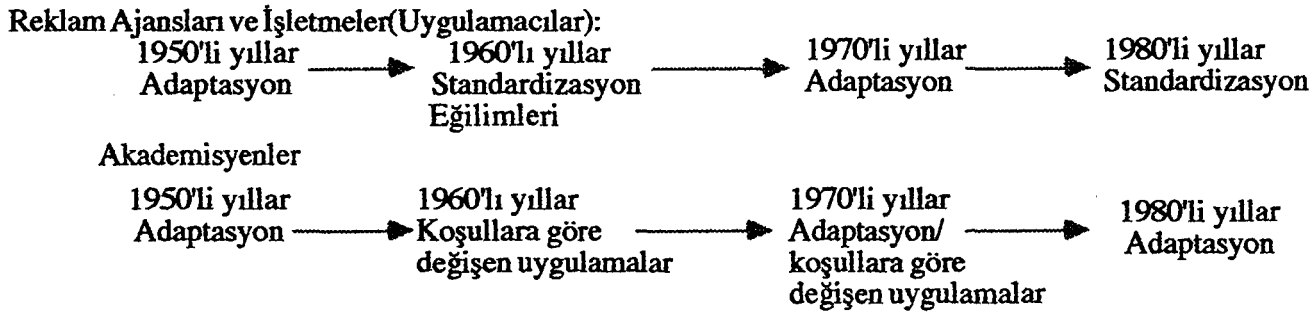 Reklam Ajansları ve İşletmeler(Uygulamacılar):
1950'li yıllar 1960'lı yıllar 1970'li yıllar 1980'li yıllar
Adaptasyon Standardizasyon Adaptasyon Standardizasyon
Eğilimleri
Akademisyenler
1950'li yıllar 1960'lı yıllar 1970'li yıllar 1980'li yıllar
Adaptasyon Koşullara göre Adaptasyon/ Adaptasyon
değişen uygulamalar koşullara göre
değişen uygulamalar